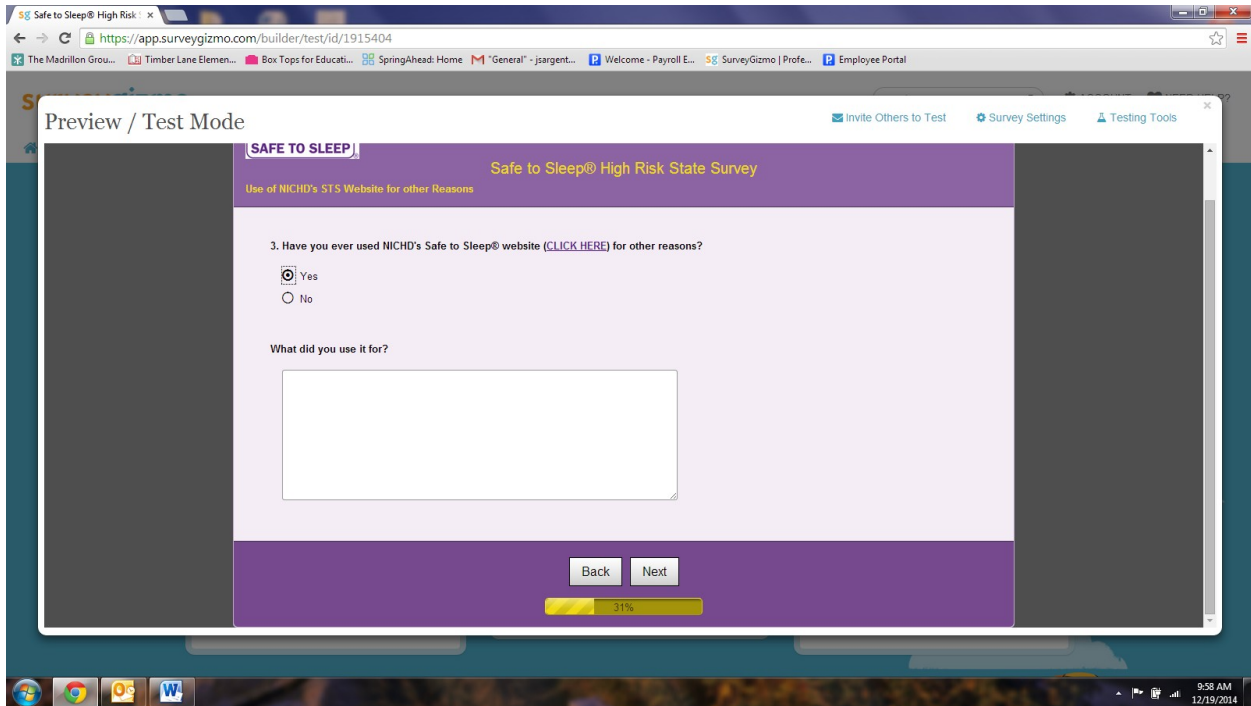 Safe to Sleep® High Risk S ×
https://app.surveygizmo.com/builder/test/id/1915404
The Madrillon Grou... Timber Lane Elemen... Box Tops for Educati... SpringAhead: Home "General" - jsargent... Welcome - Payroll E... SurveyGizmo | Profe... Employee Portal
Preview / Test Mode
Invite Others to Test Survey Settings Testing Tools ×
SAFE TO SLEEP®
Safe to Sleep® High Risk State Survey
Use of NICHD's STS Website for other Reasons
3. Have you ever used NICHD's Safe to Sleep® website (CLICK HERE) for other reasons?
Yes
No
What did you use it for?
Back Next
31%
9:58 AM
12/19/2014